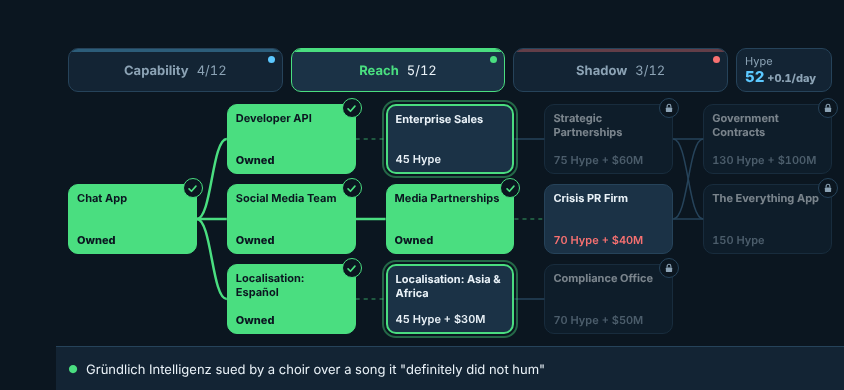 Capability 4/12
Reach 5/12
Shadow 3/12
Hype
52 +0.1/day
Developer API
Owned
Enterprise Sales
45 Hype
Strategic
Partnerships
75 Hype + $60M
Government
Contracts
130 Hype + $100M
Chat App
Owned
Social Media Team
Owned
Media Partnerships
Owned
Crisis PR Firm
70 Hype + $40M
The Everything App
150 Hype
Localisation:
Español
Owned
Localisation: Asia &
Africa
45 Hype + $30M
Compliance Office
70 Hype + $50M
Gründlich Intelligenz sued by a choir over a song it "definitely did not hum"